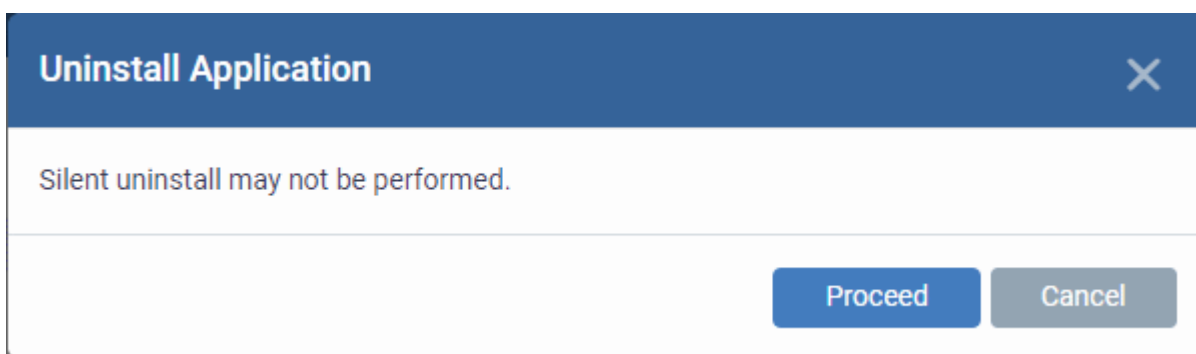 Uninstall Application
Silent uninstall may not be performed.
Proceed Cancel